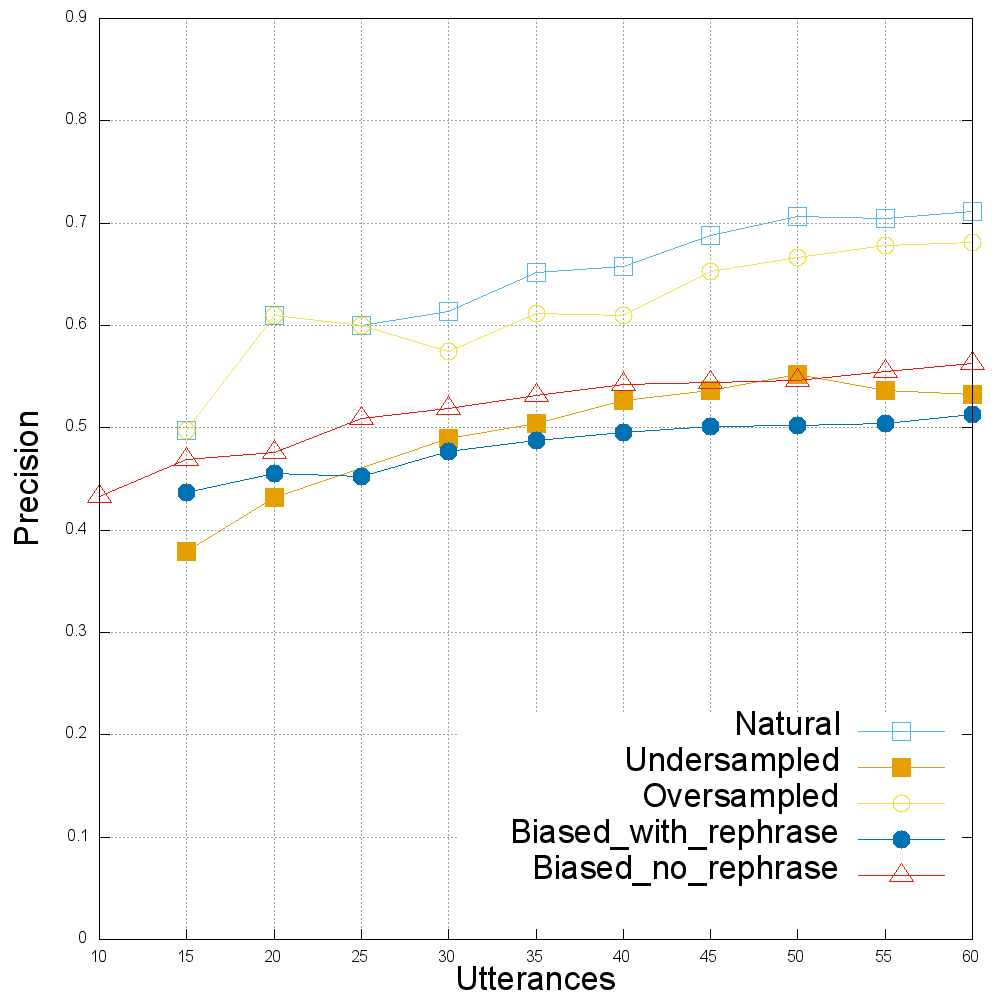 0.9
0.8
0.7
0.6
0.5
0.4
0.3
0.2
0.1
0
Precision
Natural
Undersampled
Oversampled
Biased_with_rephrase
Biased_no_rephrase
10 15 20 25 30 35 40 45 50 55 60
Utterances